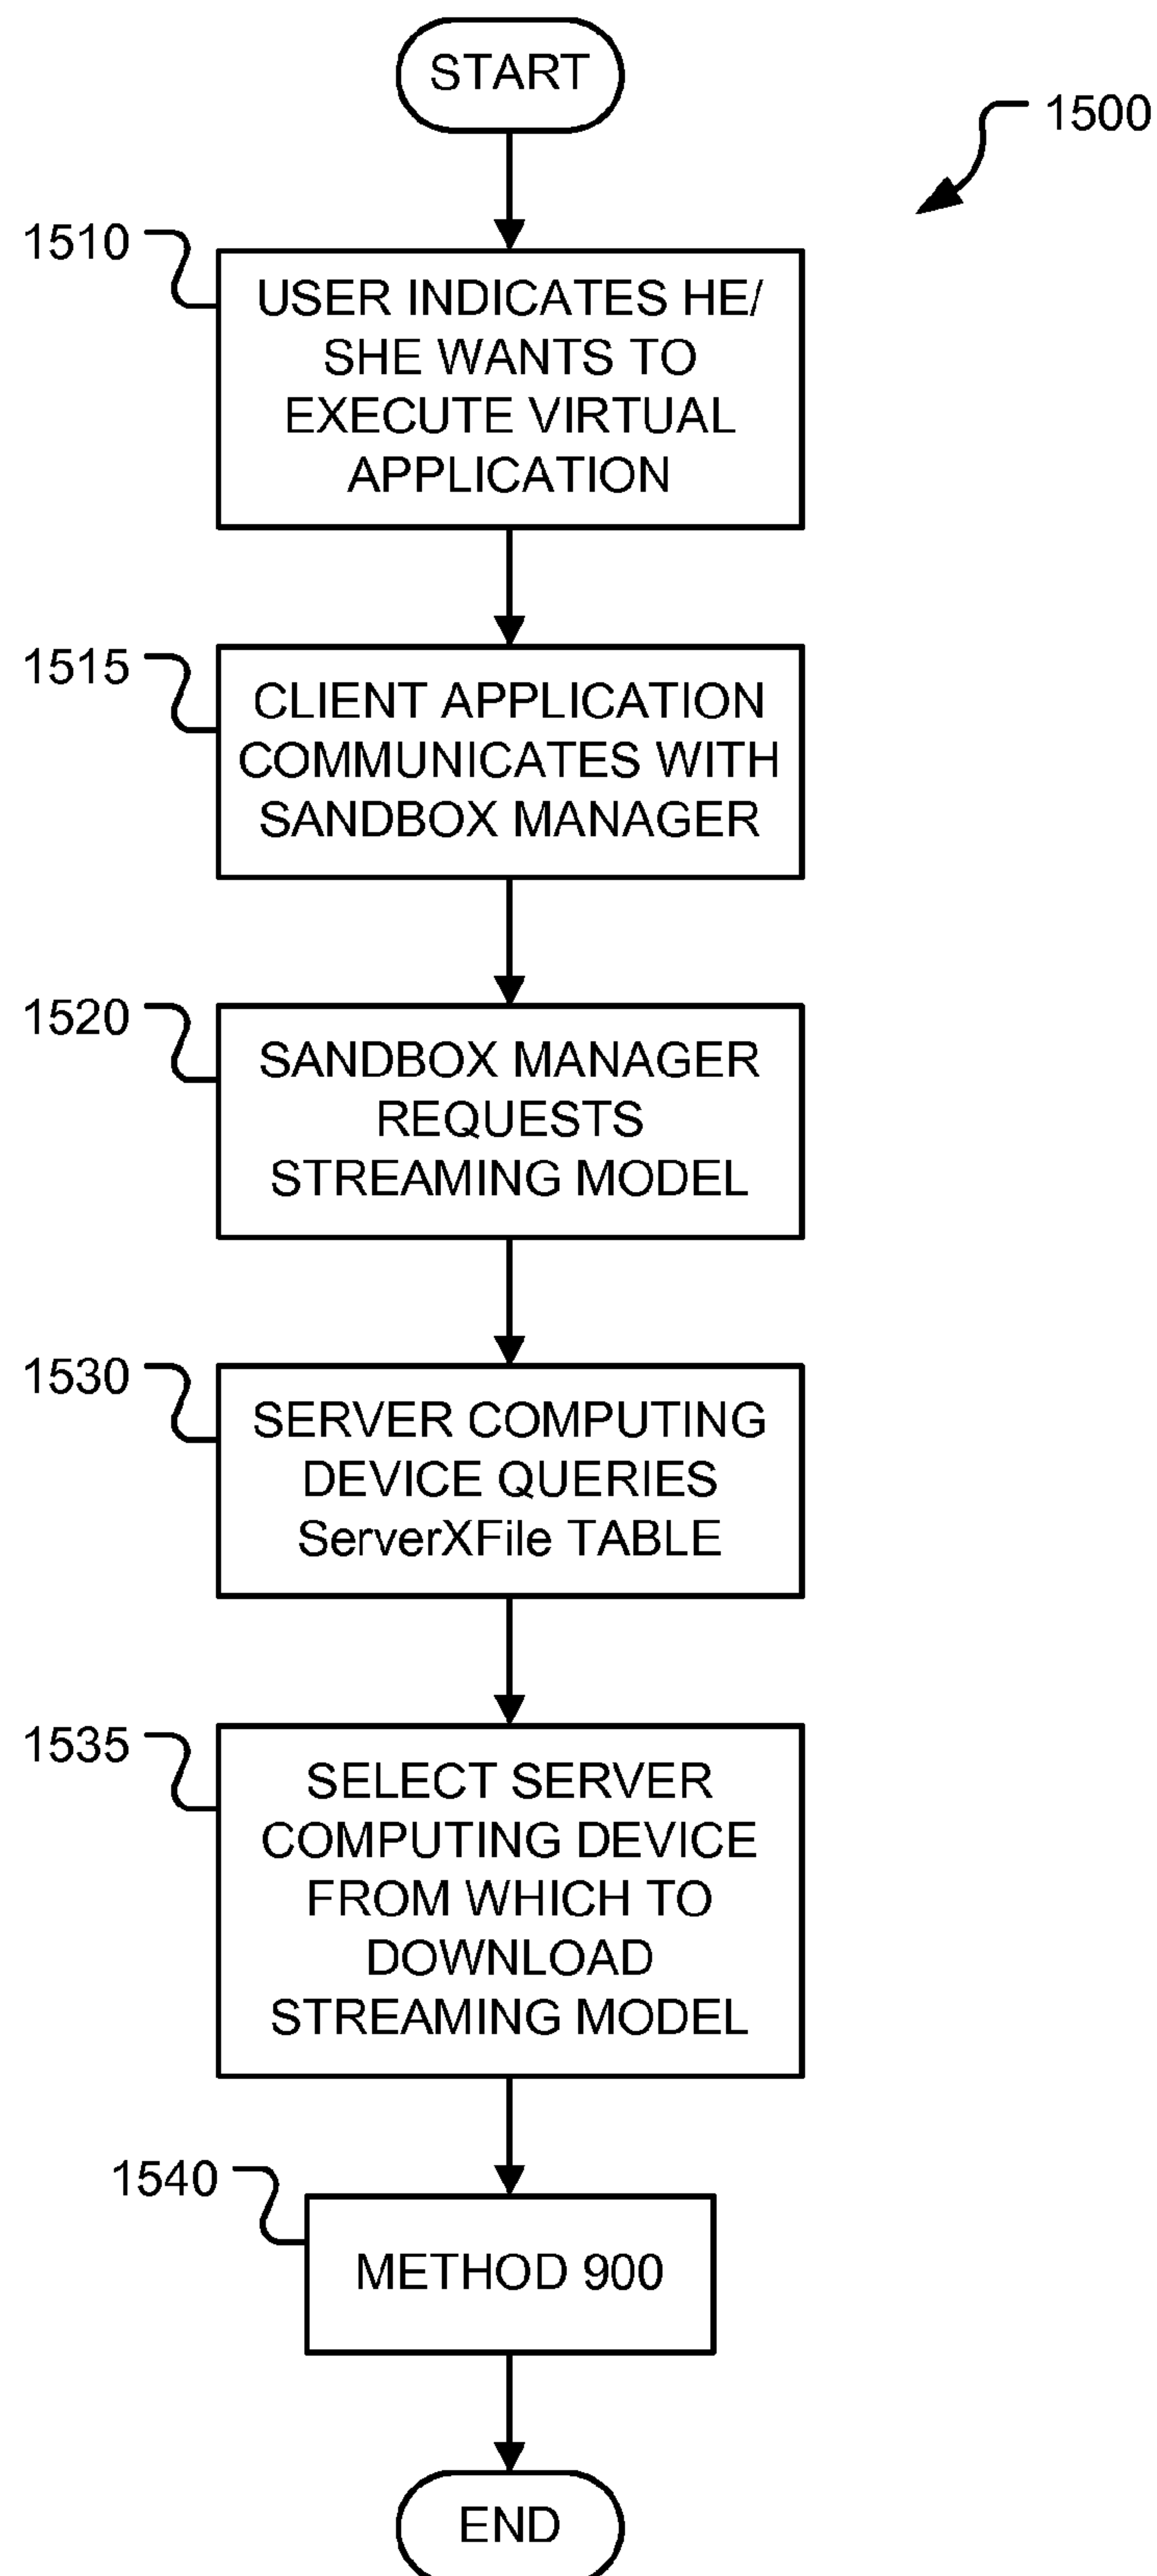 START
1500
1510
USER INDICATES HE/
SHE WANTS TO
EXECUTE VIRTUAL
APPLICATION
1515
CLIENT APPLICATION
COMMUNICATES WITH
SANDBOX MANAGER
1520
SANDBOX MANAGER
REQUESTS
STREAMING MODEL
1530
SERVER COMPUTING
DEVICE QUERIES
ServerXFile TABLE
1535
SELECT SERVER
COMPUTING DEVICE
FROM WHICH TO
DOWNLOAD
STREAMING MODEL
1540
METHOD 900
END